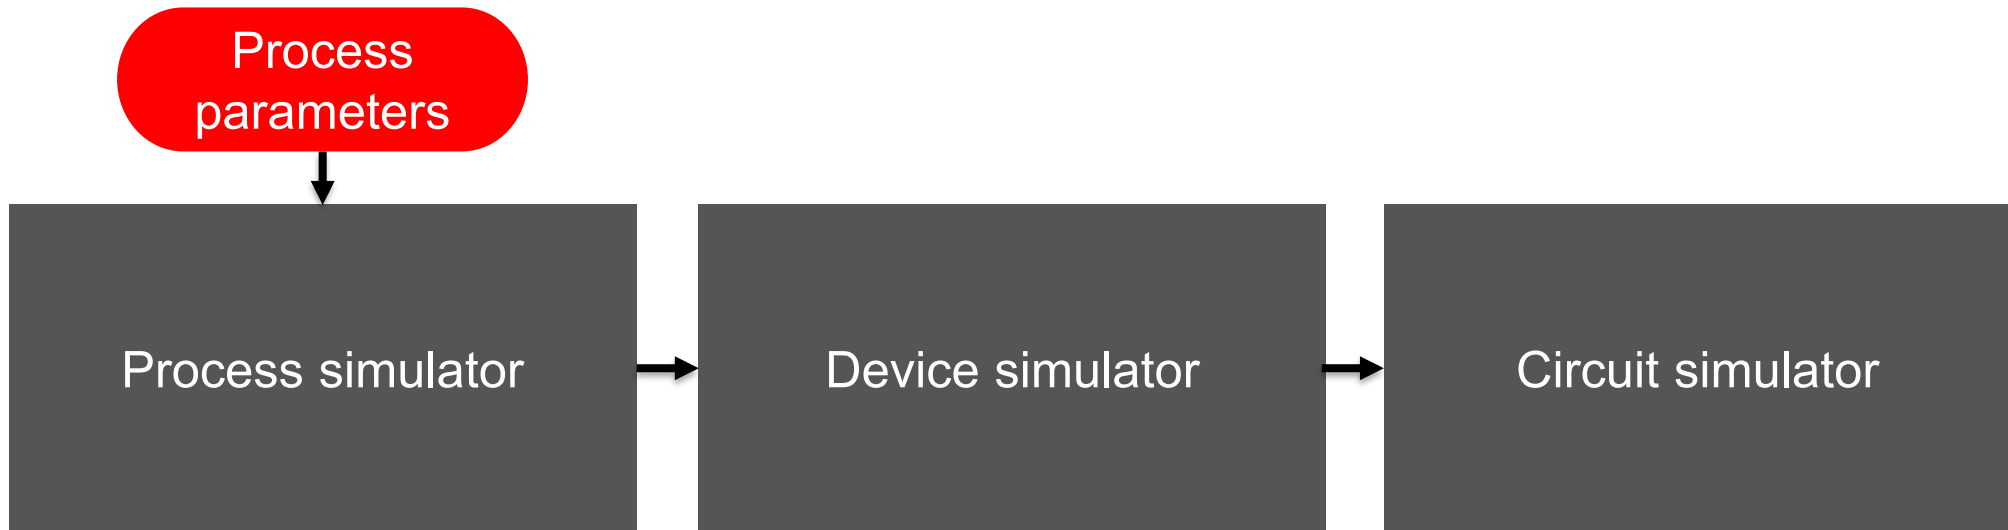 Process
parameters
Process simulator
Device simulator
Circuit simulator